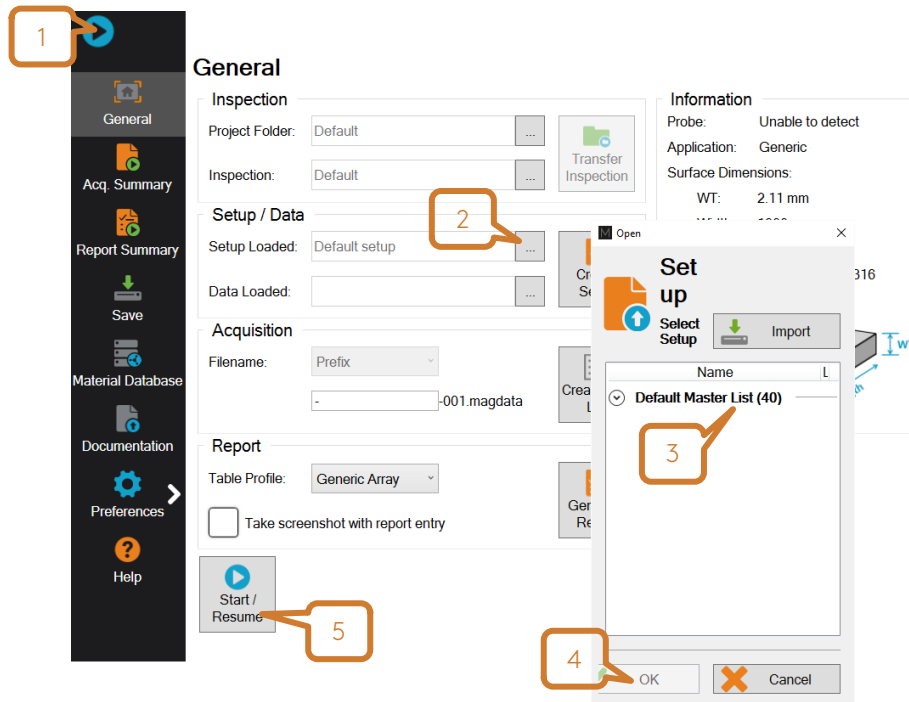 1
General
Acq. Summary
Report Summary
Save
Material Database
Documentation
Preferences
Help
General
Inspection
Project Folder: Default ...
Inspection: Default ...
Transfer
Inspection
Setup / Data
2
Setup Loaded: Default setup ...
Data Loaded: ...
Acquisition
Filename: Prefix
- -001.magdata
Report
Table Profile: Generic Array
Take screenshot with report entry
Start /
Resume
5
Information
Probe: Unable to detect
Application: Generic
Surface Dimensions:
WT: 2.11 mm
316
W
M Open
Set
up
Select
Setup
Import
Name L
Default Master List (40)
3
4
OK
Cancel